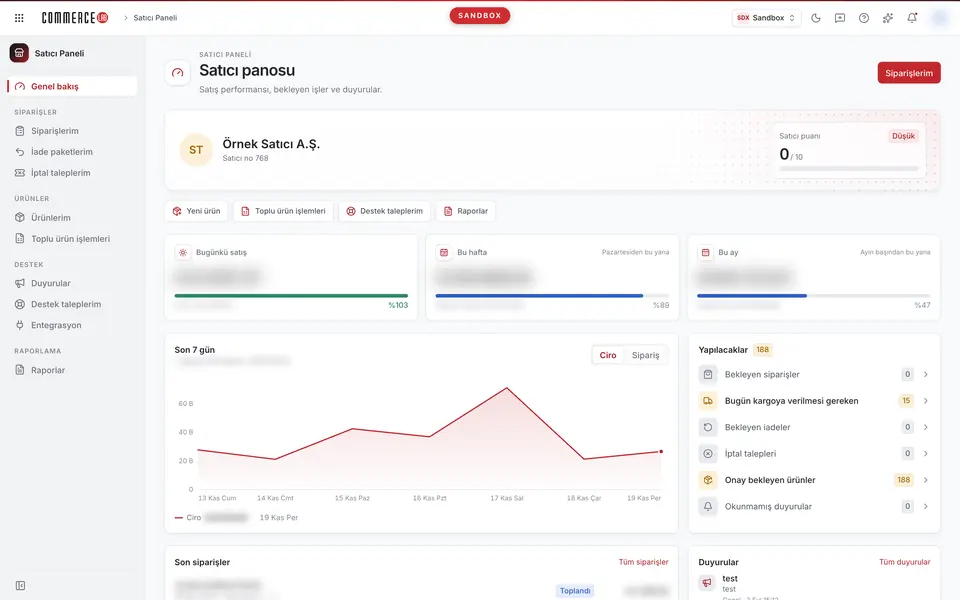 COMMERCE LAB
Satıcı Paneli
SANDBOX
SDX Sandbox
Satıcı Paneli
Genel bakış
SİPARİŞLER
Siparişlerim
İade paketlerim
İptal taleplerim
ÜRÜNLER
Ürünlerim
Toplu ürün işlemleri
DESTEK
Duyurular
Destek taleplerim
Entegrasyon
RAPORLAMA
Raporlar
SATICI PANELİ
Satıcı panosu
Satış performansı, bekleyen işler ve duyurular.
Siparişlerim
ST
Örnek Satıcı A.Ş.
Satıcı no 768
Satıcı puanı
Düşük
0 / 10
Yeni ürün
Toplu ürün işlemleri
Destek taleplerim
Raporlar
Bugünkü satış
%103
Bu hafta
Pazartesiden bu yana
%89
Bu ay
Ayın başından bu yana
%47
Son 7 gün
Ciro
Sipariş
60 B
40 B
20 B
0
13 Kas Cum
14 Kas Cmt
15 Kas Paz
16 Kas Pzt
17 Kas Sal
18 Kas Çar
19 Kas Per
Ciro
19 Kas Per
Yapılacaklar 188
Bekleyen siparişler 0
Bugün kargoya verilmesi gereken 15
Bekleyen iadeler 0
İptal talepleri 0
Onay bekleyen ürünler 188
Okunmamış duyurular 0
Son siparişler
Tüm siparişler
Toplandı
Duyurular
Tüm duyurular
test
test